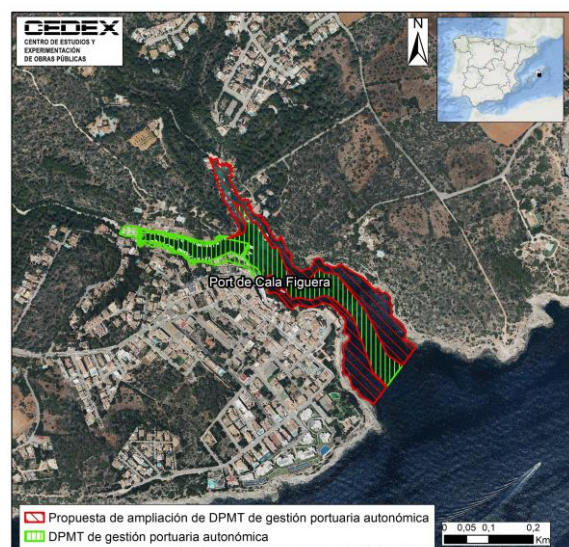 CEDEX
CENTRO DE ESTUDIOS Y
EXPERIMENTACIÓN
DE OBRAS PÚBLICAS
N
Port de Cala Figuera
Propuesta de ampliación de DPMT de gestión portuaria autonómica
DPMT de gestión portuaria autonómica
0 0,05 0,1 0,2
Km